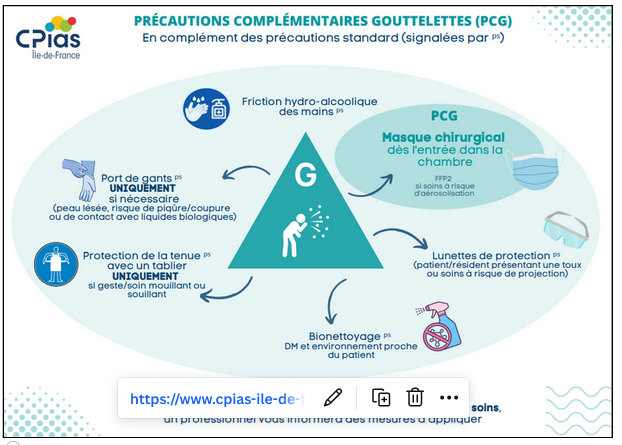 PRÉCAUTIONS COMPLÉMENTAIRES GOUTTELETTES (PCG)
En complément des précautions standard (signalées par ps)
CPias
Île-de-France
Friction hydro-alcoolique
des mains ps
PCG
Masque chirurgical
dès l'entrée dans la
chambre
FFP2
si soins à risque
d'aérosolisation
G
Port de gants ps
UNIQUEMENT
si nécessaire
(peau lésée, risque de piqûre/coupure
ou de contact avec liquides biologiques)
Protection de la tenue ps
avec un tablier
UNIQUEMENT
si geste/soin mouillant ou
souillant
Lunettes de protection ps
(patient/résident présentant une toux
ou soins à risque de projection)
Bionettoyage ps
DM et environnement proche
du patient
https://www.cpias-ile-de-f
soins,
un professionnel vous informera des mesures à appliquer